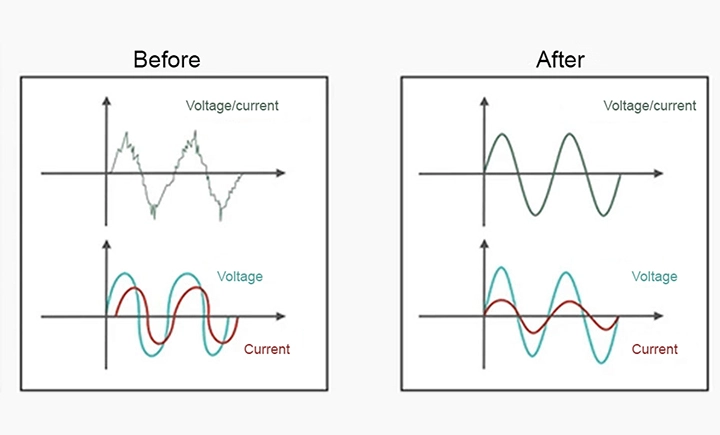 Before
After
Voltage/current
Voltage/current
Voltage
Voltage
Current
Current